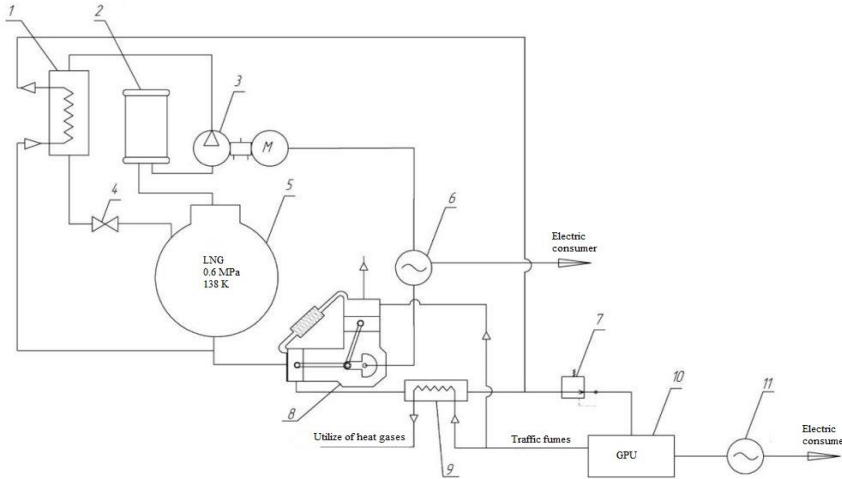 1
2
3
M
4
5
LNG
0.6 MPa
138 K
6
Electric
consumer
7
8
9
10
11
Utilize of heat gases
Traffic fumes
GPU
Electric
consume